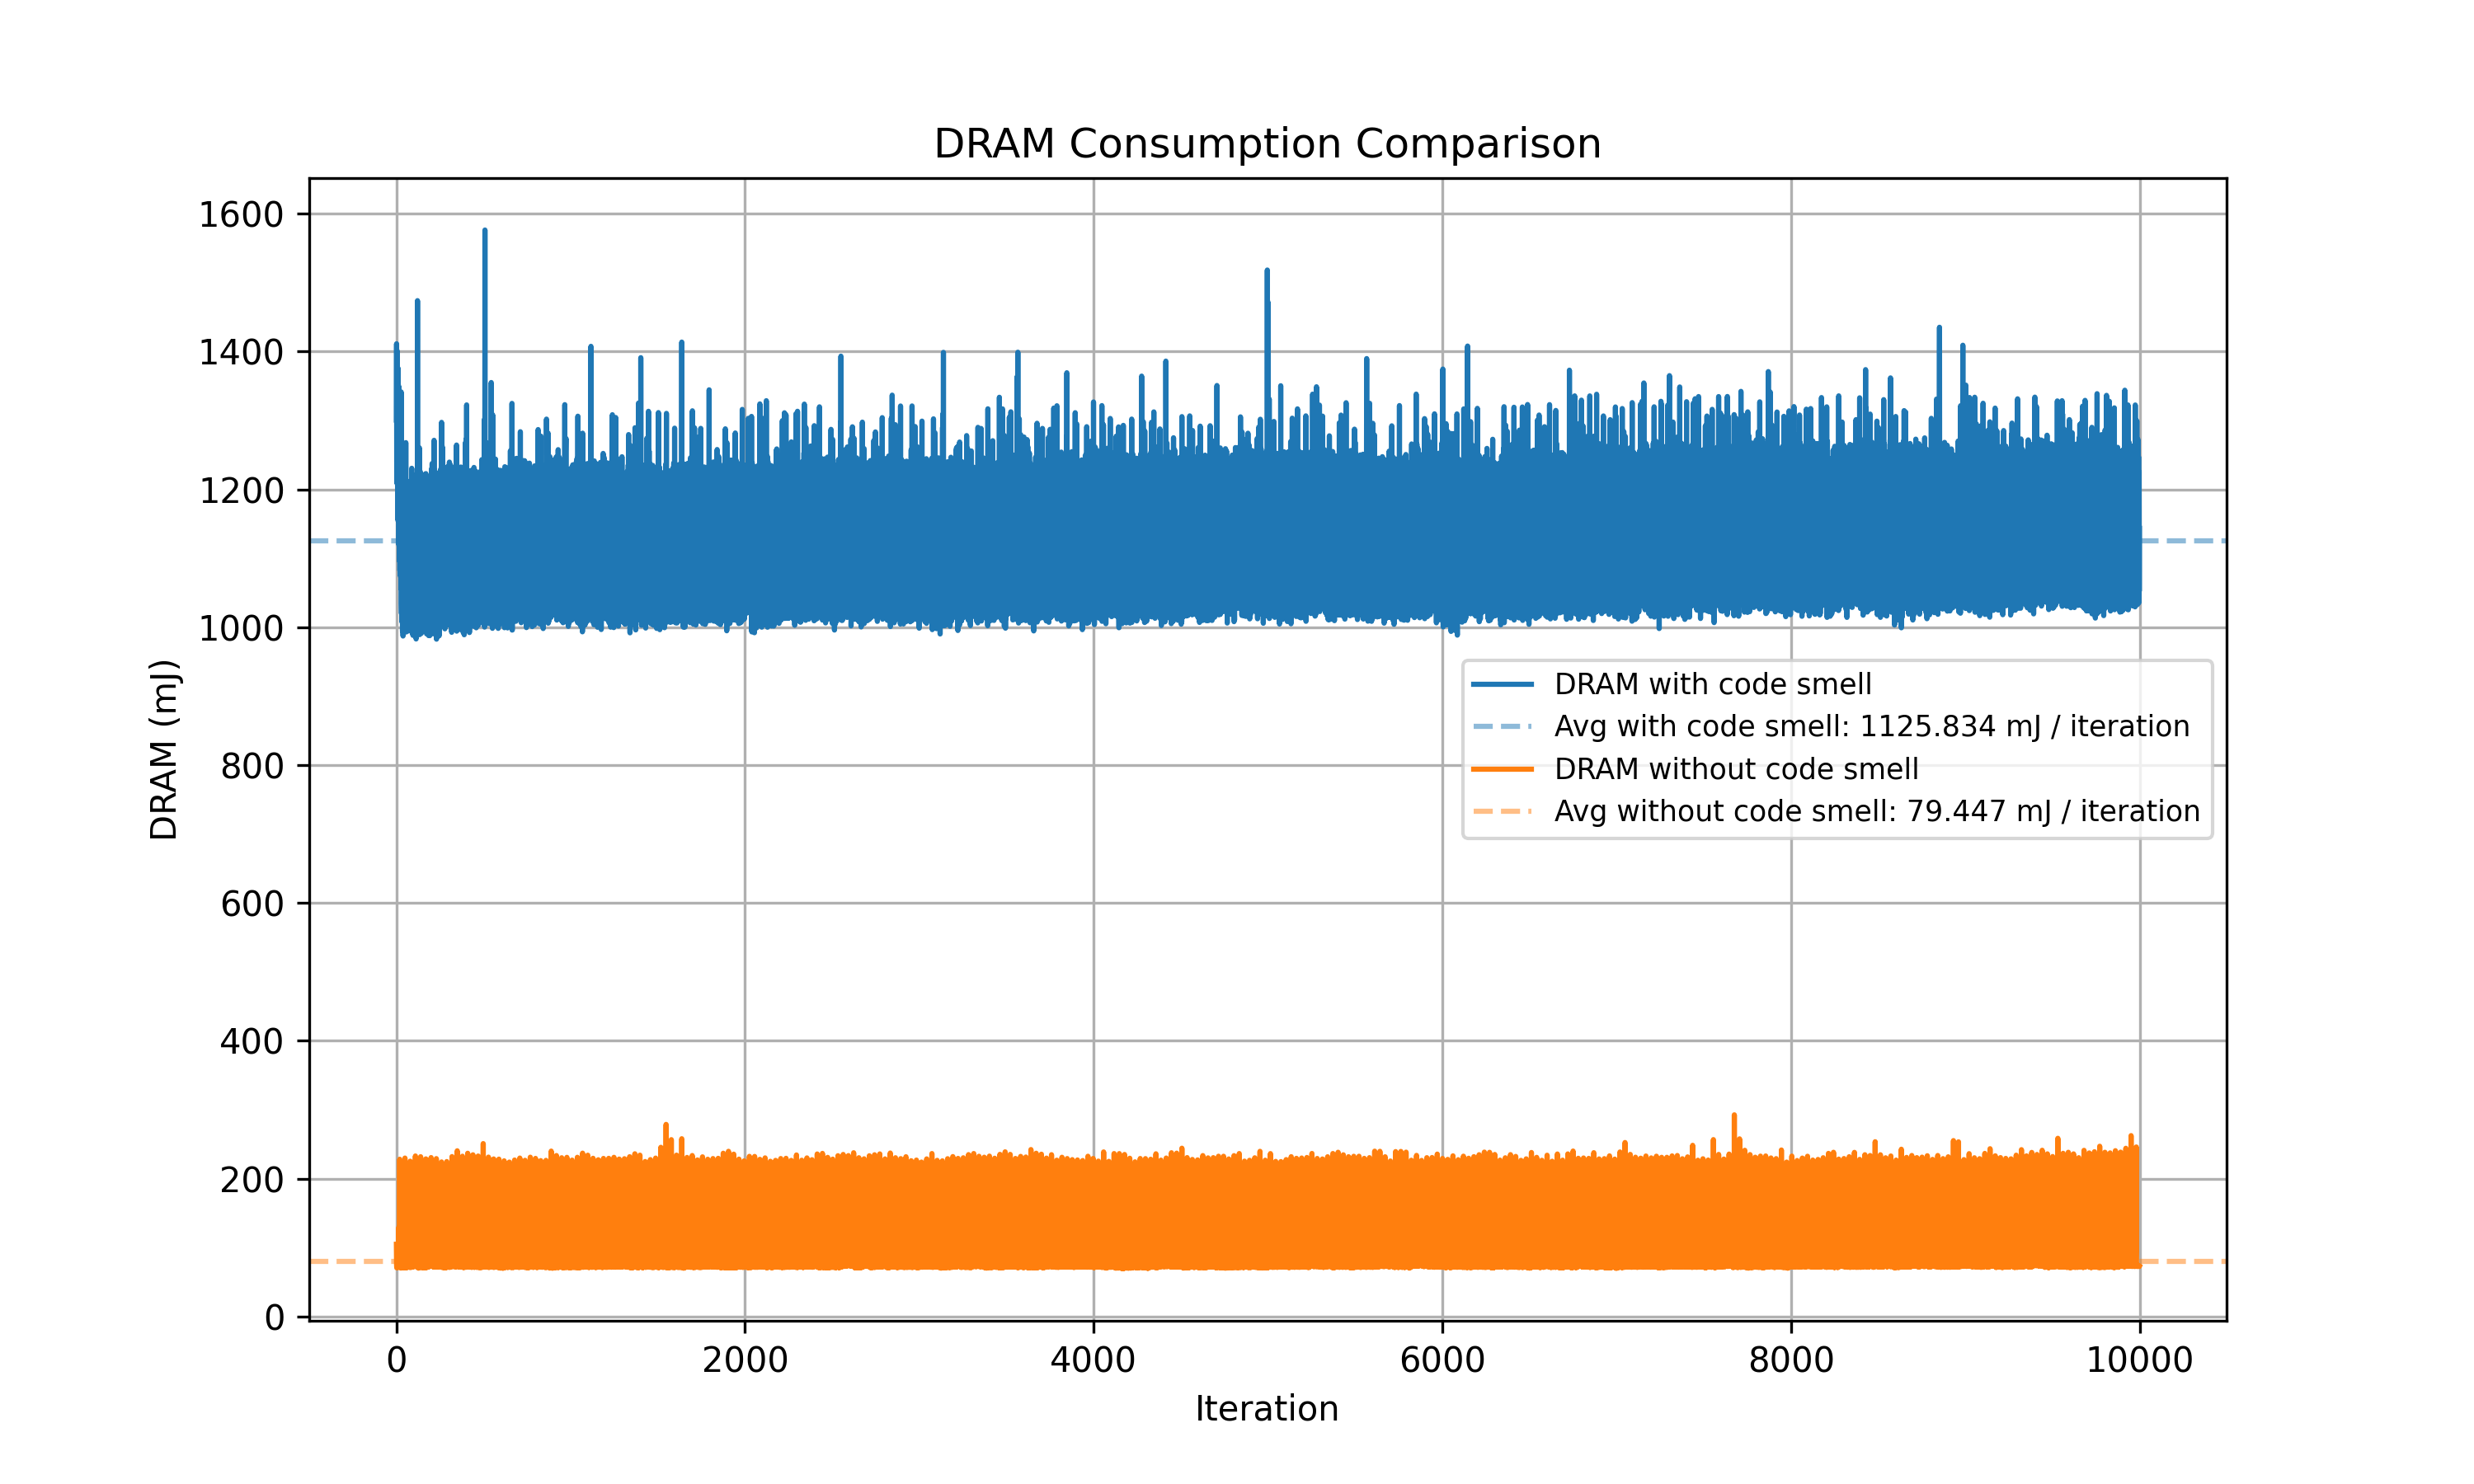 DRAM Consumption Comparison
1600
1400
1200
1000
800
600
400
200
0
DRAM (mJ)
DRAM with code smell
Avg with code smell: 1125.834 mJ / iteration
DRAM without code smell
Avg without code smell: 79.447 mJ / iteration
0 2000 4000 6000 8000 10000
Iteration